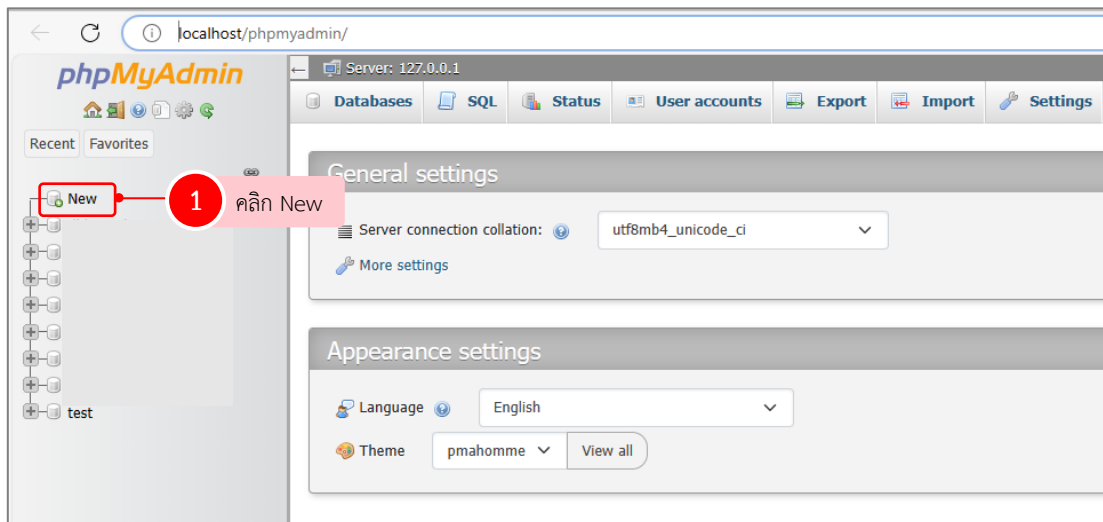 localhost/phpmyadmin/
phpMyAdmin
Server: 127.0.0.1
Databases SQL Status User accounts Export Import Settings
Recent Favorites
New
1 คลิก New
test
General settings
Server connection collation: utf8mb4_unicode_ci
More settings
Appearance settings
Language English
Theme pmahomme View all